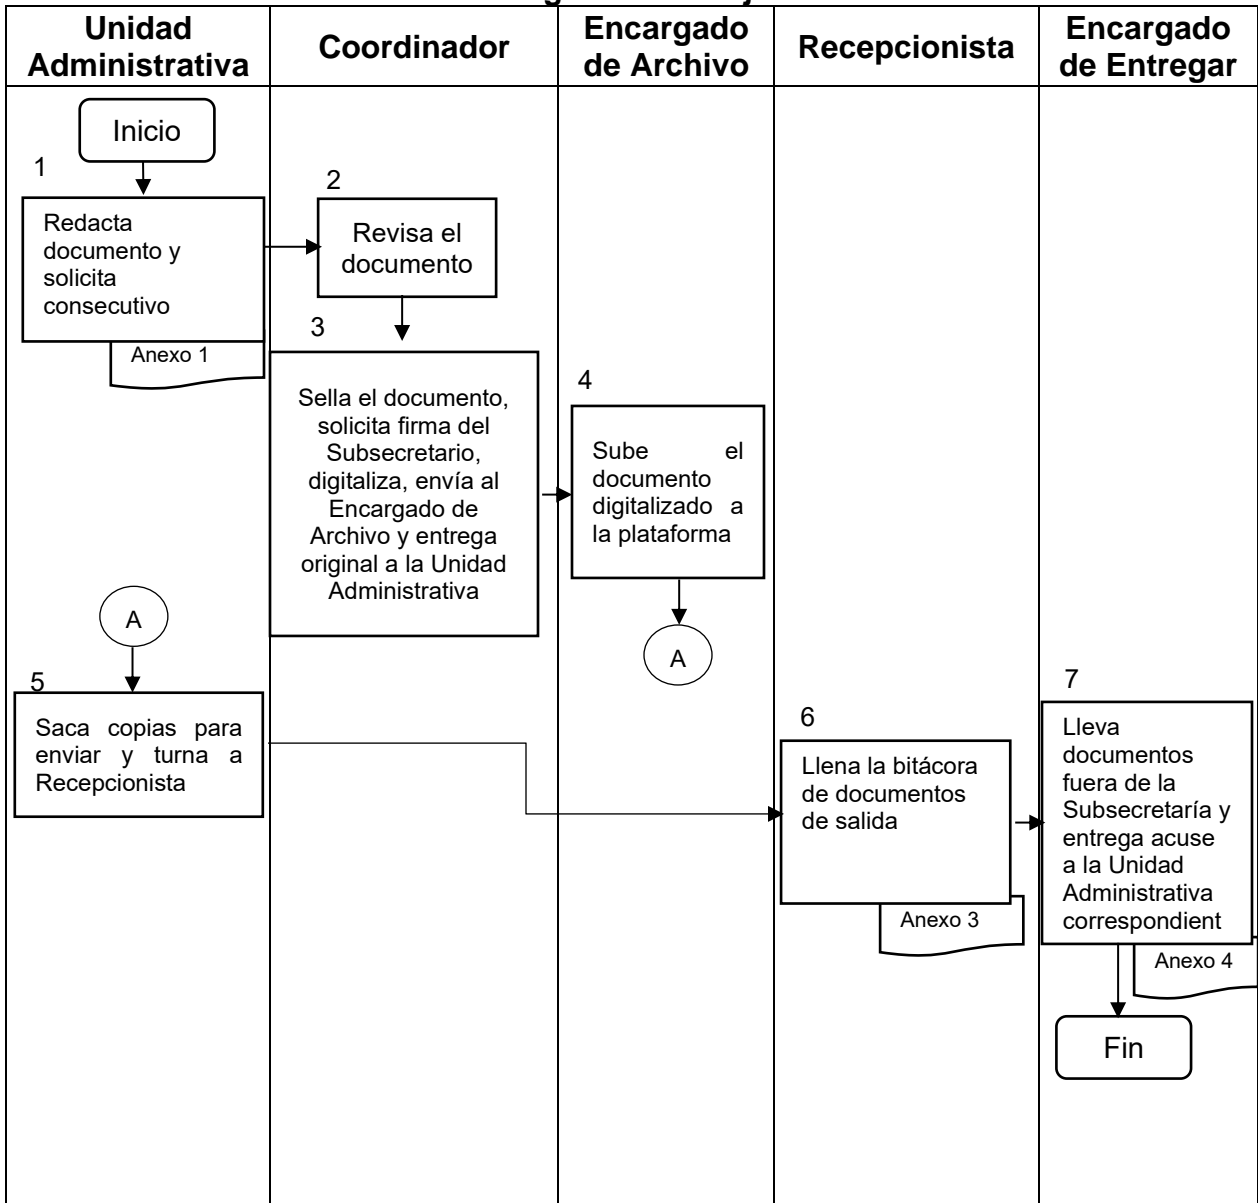 Unidad
Administrativa
Coordinador
Encargado
de Archivo
Recepcionista
Encargado
de Entregar
Inicio
1
Redacta
documento y
solicita
consecutivo
Anexo 1
2
Revisa el
documento
3
Sella el documento,
solicita firma del
Subsecretario,
digitaliza, envía al
Encargado de
Archivo y entrega
original a la Unidad
Administrativa
4
Sube el
documento
digitalizado a
la plataforma
A
A
5
Saca copias para
enviar y turna a
Recepcionista
6
Llena la bitácora
de documentos
de salida
Anexo 3
7
Lleva
documentos
fuera de la
Subsecretaría y
entrega acuse
a la Unidad
Administrativa
correspondient
Anexo 4
Fin